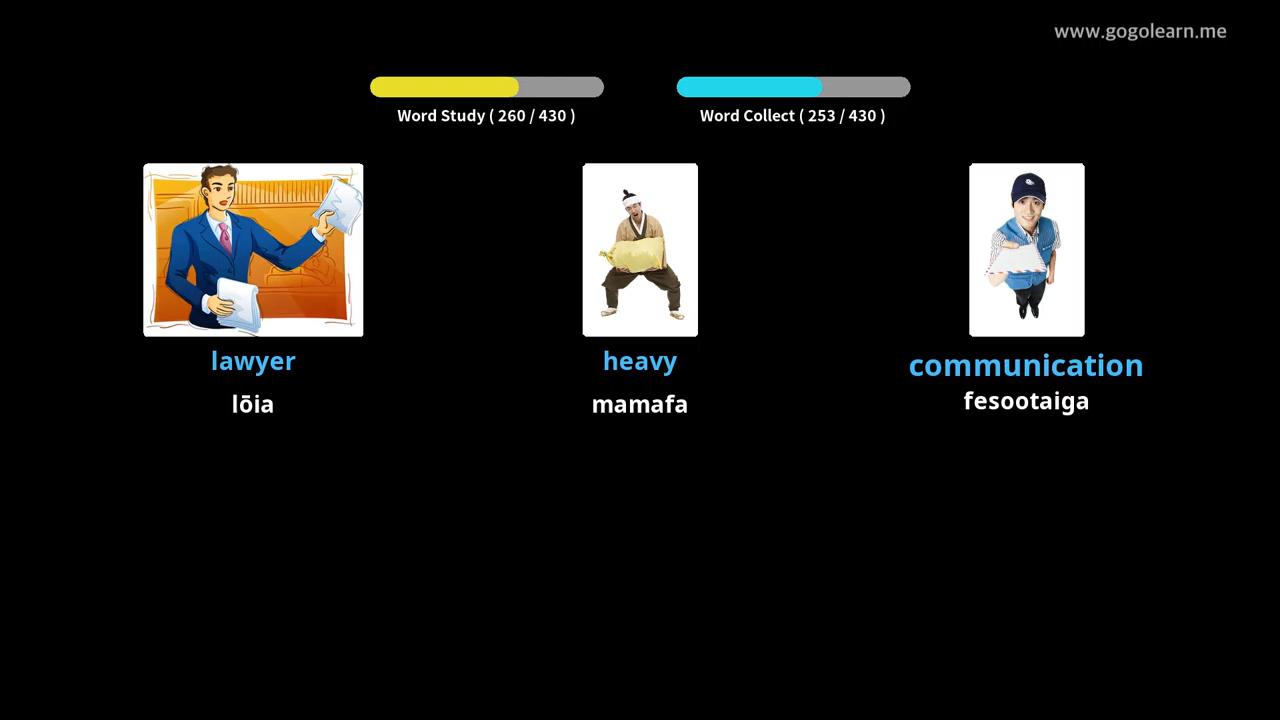 www.gogolearn.me
Word Study ( 260 / 430 )
Word Collect ( 253 / 430 )
lawyer
lōia
heavy
mamafa
communication
fesootaiga